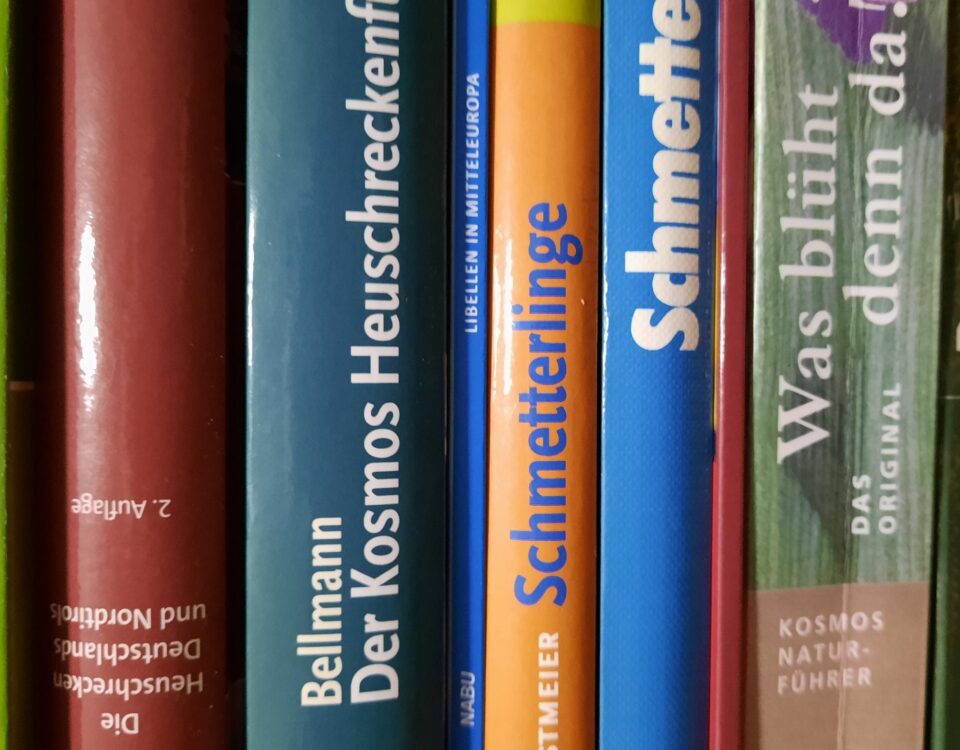 Die
Heuschrecken
Deutschlands
und Nordtirols
2. Auflage
Bellmann
Der Kosmos Heuschreckenf
NABU
LIBELLEN IN MITTELEUROPA
STMEIER
Schmetterlinge
Schmette
Was blüht
denn da?
DAS
ORIGINAL
KOSMOS
NATUR-
FÜHRER